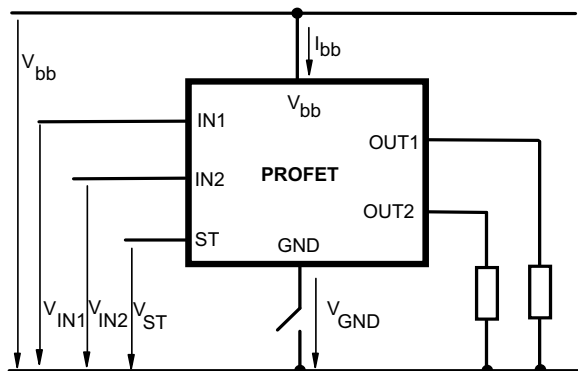 I_bb
V_bb
V_bb
IN1
OUT1
IN2
PROFET
OUT2
ST
GND
V_IN1
V_IN2
V_ST
V_GND